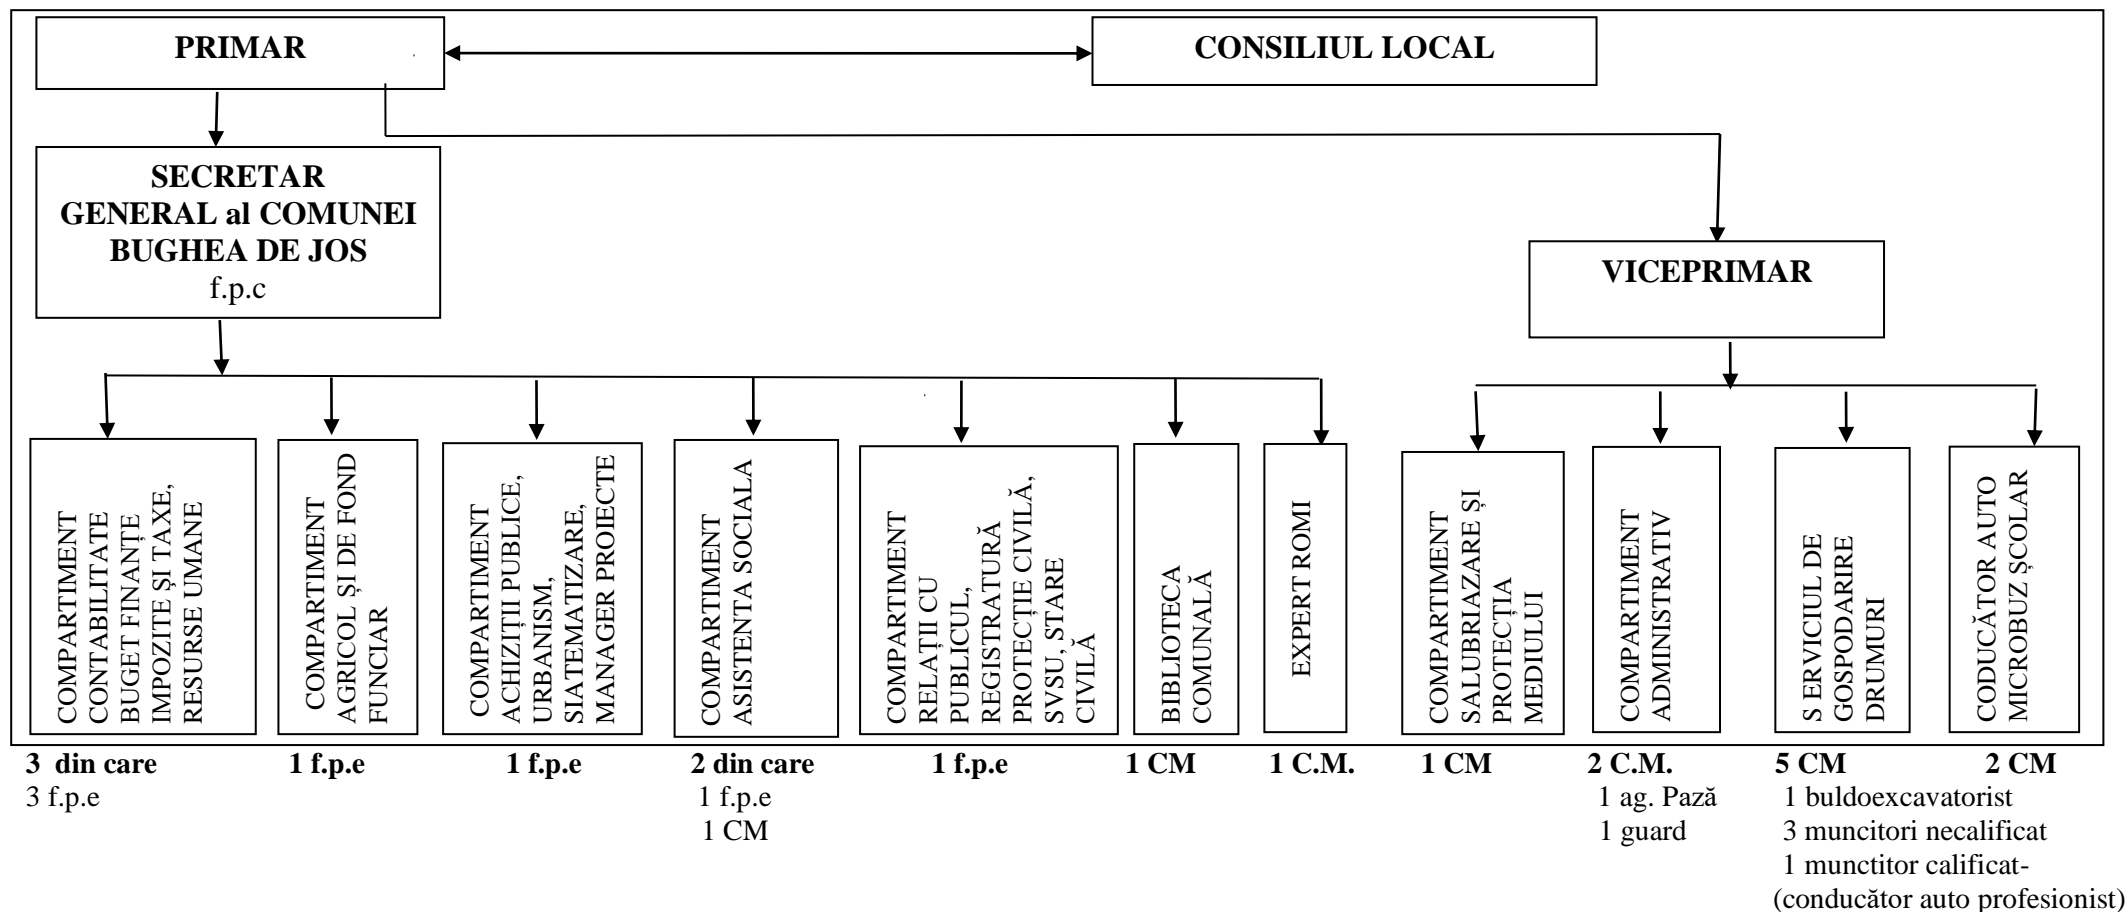 PRIMAR
CONSILIUL LOCAL
SECRETAR
GENERAL al COMUNEI
BUGHEA DE JOS
f.p.c
VICEPRIMAR
COMPARTIMENT
CONTABILITATE
BUGET FINANȚE
IMPOZITE ȘI TAXE,
RESURSE UMANE
COMPARTIMENT
AGRICOL ȘI DE FOND
FUNCIAR
COMPARTIMENT
ACHIZIȚII PUBLICE,
URBANISM,
SIATEMATIZARE,
MANAGER PROIECTE
COMPARTIMENT
ASISTENTA SOCIALA
COMPARTIMENT
RELAȚII CU
PUBLICUL,
REGISTRATURĂ
PROTECȚIE CIVILĂ,
SVSU, STARE
CIVILĂ
BIBLIOTECA
COMUNALĂ
EXPERT ROMI
COMPARTIMENT
SALUBRIAZARE ȘI
PROTECȚIA
MEDIULUI
COMPARTIMENT
ADMINISTRATIV
S ERVICIUL DE
GOSPODARIRE
DRUMURI
CODUCĂTOR AUTO
MICROBUZ ȘCOLAR
3 din care
3 f.p.e
1 f.p.e
1 f.p.e
2 din care
1 f.p.e
1 CM
1 f.p.e
1 CM
1 C.M.
1 CM
2 C.M.
1 ag. Pază
1 guard
5 CM
1 buldoexcavatorist
3 muncitori necalificat
1 munctitor calificat-
(conducător auto profesionist)
2 CM